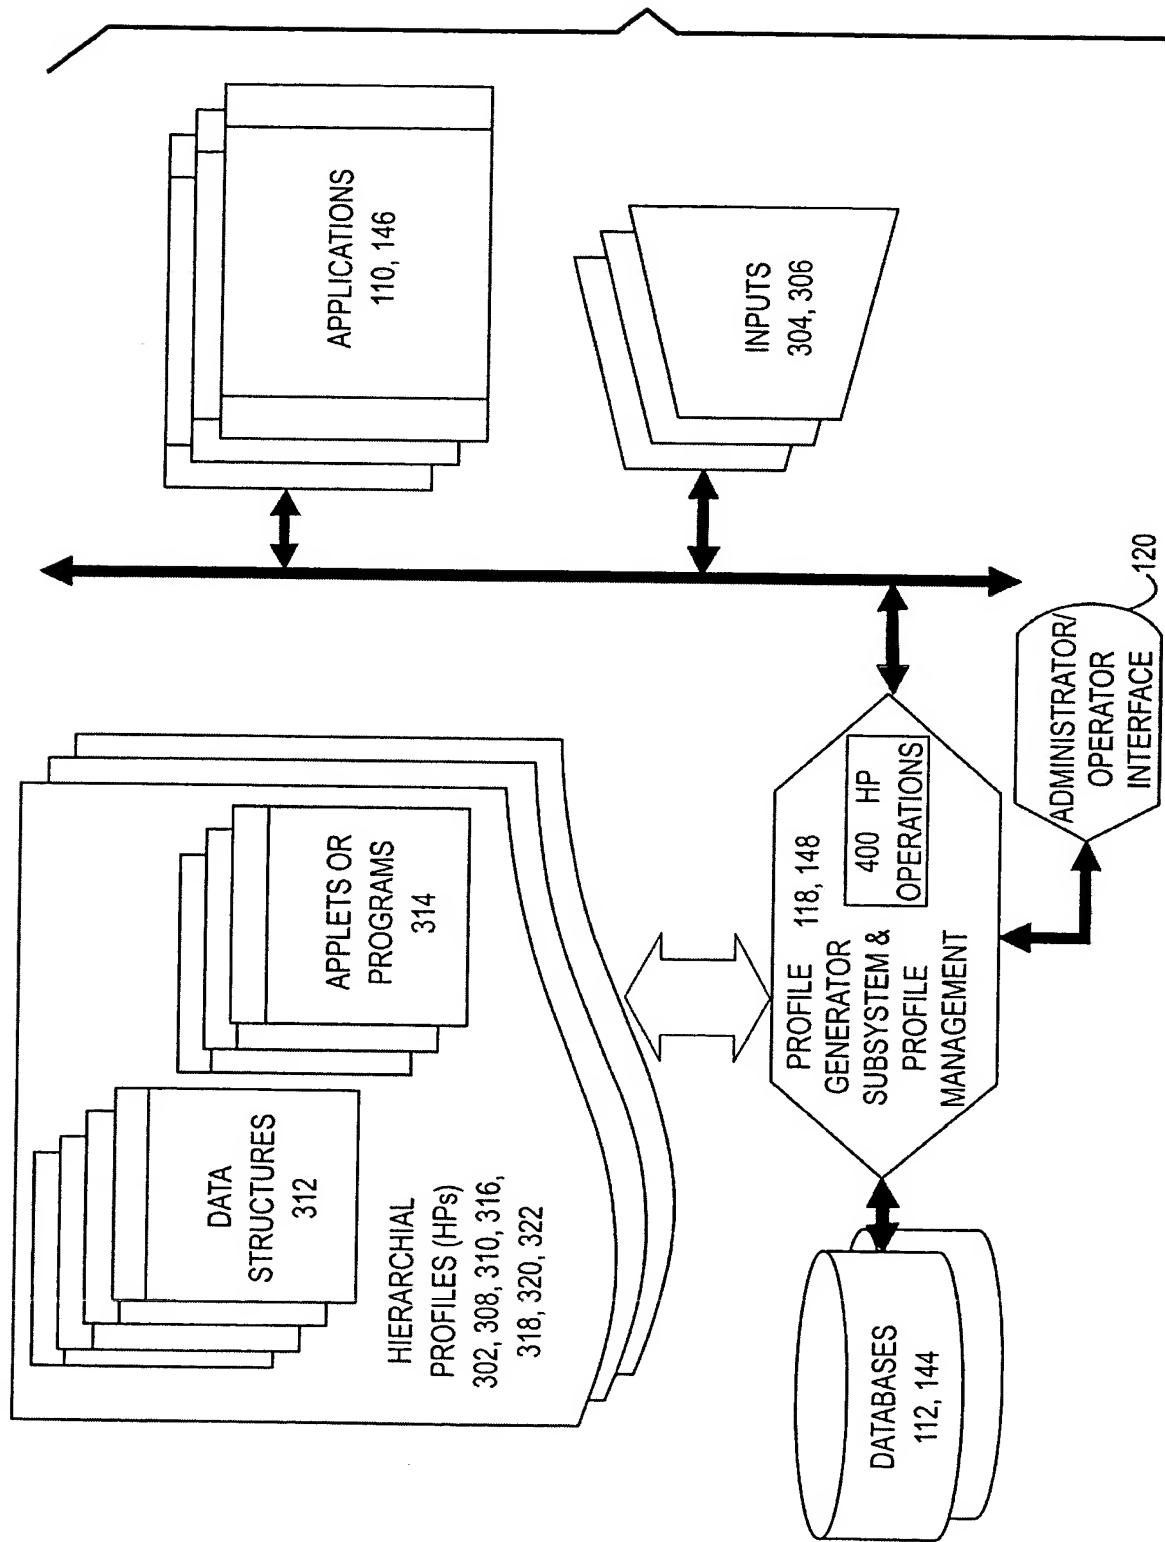 DATA
STRUCTURES
312
APPLETS OR
PROGRAMS
314
HIERARCHIAL
PROFILES (HPs)
302, 308, 310, 316,
318, 320, 322
APPLICATIONS
110, 146
INPUTS
304, 306
DATABASES
112, 144
PROFILE 118, 148
GENERATOR
SUBSYSTEM &
PROFILE
MANAGEMENT
400 HP
OPERATIONS
ADMINISTRATOR/
OPERATOR
INTERFACE
120